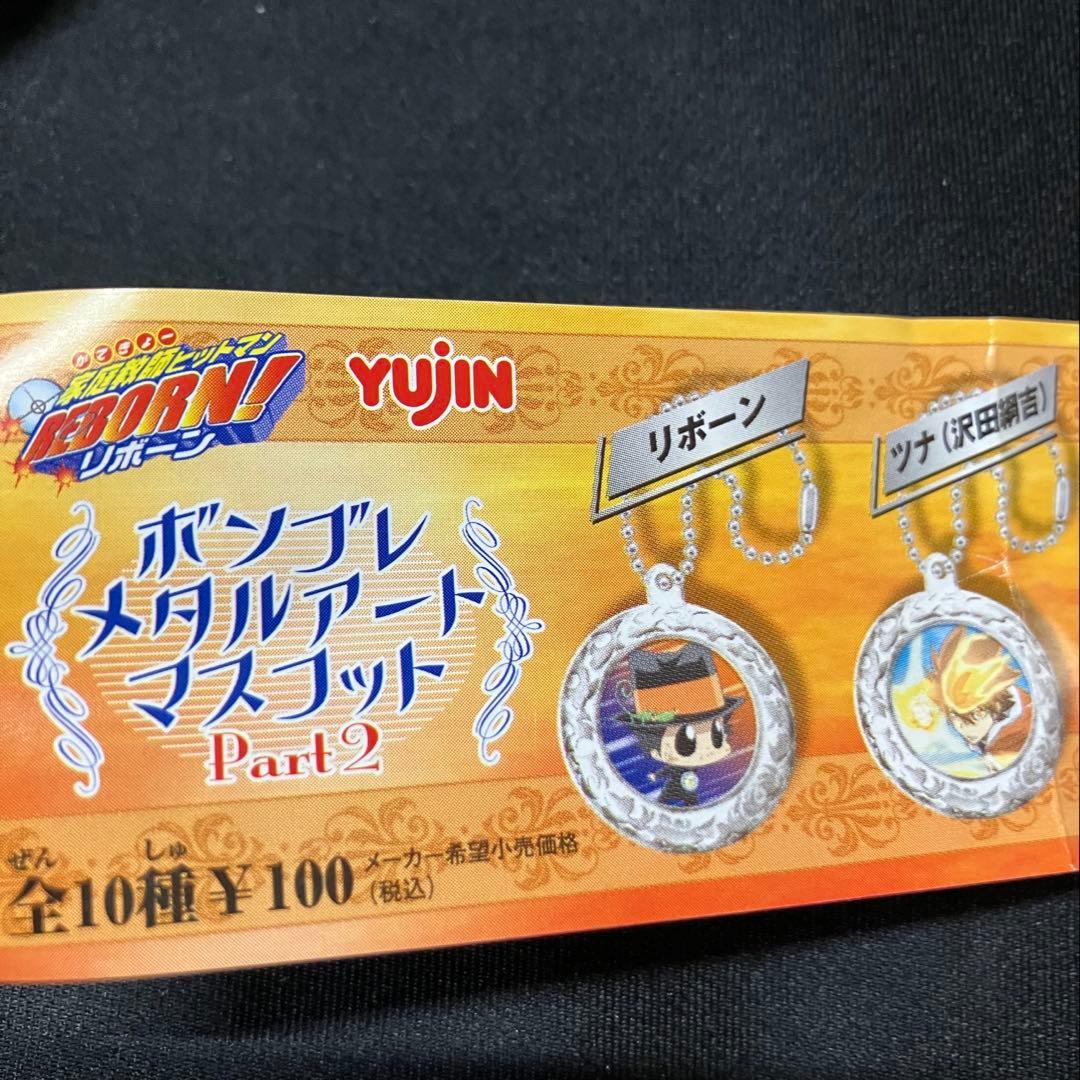 かてきょー
家庭教師ヒットマン
REBORN!
リボーン
YUJIN
ボンゴレ
メタルアート
マスコット
Part2
ぜん しゅ
全10種¥100
メーカー希望小売価格
(税込)
リボーン
ツナ(沢田綱吉)